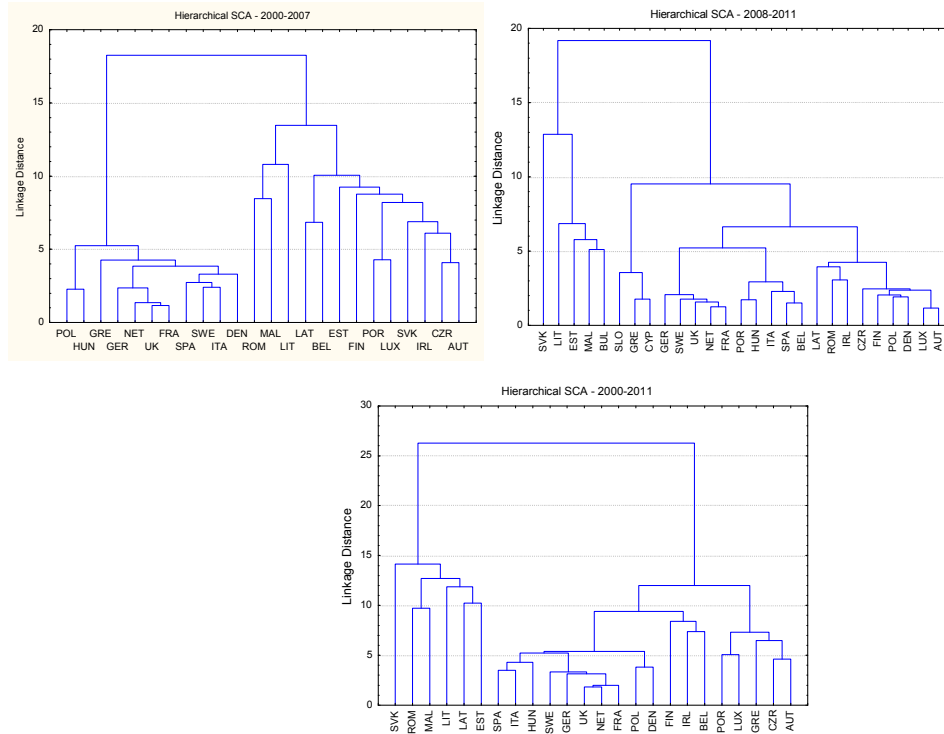 Hierarchical SCA - 2000-2007
20
15
10
5
0
Linkage Distance
POL GRE NET FRA SWE DEN MAL LAT EST POR SVK CZR
HUN GER UK SPA ITA ROM LIT BEL FIN LUX IRL AUT
Hierarchical SCA - 2008-2011
20
15
10
5
0
Linkage Distance
SVK LIT EST MAL BUL SLO GRE CYP GER SWE UK NET FRA POR HUN ITA SPA BEL LAT ROM IRL CZR FIN POL DEN LUX AUT
Hierarchical SCA - 2000-2011
30
25
20
15
10
5
0
Linkage Distance
SVK ROM MAL LIT LAT EST SPA ITA HUN SWE GER UK NET FRA POL DEN FIN IRL BEL POR LUX GRE CZR AUT